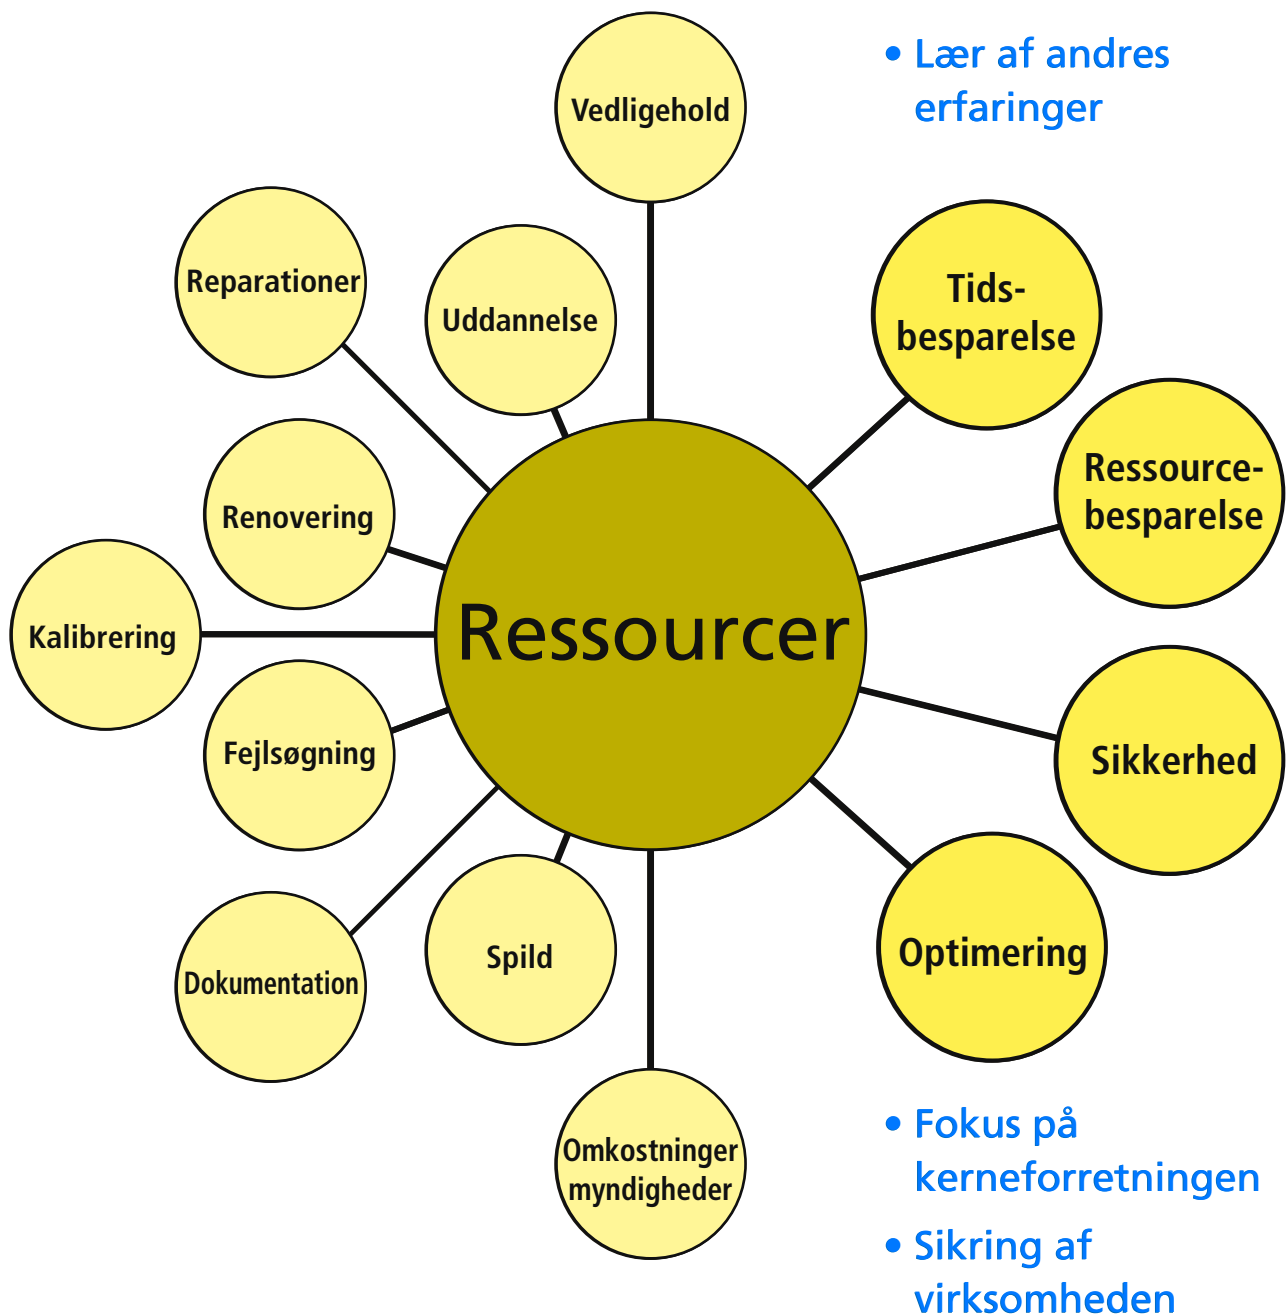 • Lær af andres
erfaringer
Vedligehold
Reparationer
Uddannelse
Tids-
besparelse
Ressource-
besparelse
Renovering
Kalibrering
Ressourcer
Fejlsøgning
Sikkerhed
Dokumentation
Spild
Optimering
Omkostninger
myndigheder
• Fokus på
kerneforretningen
• Sikring af
virksomheden